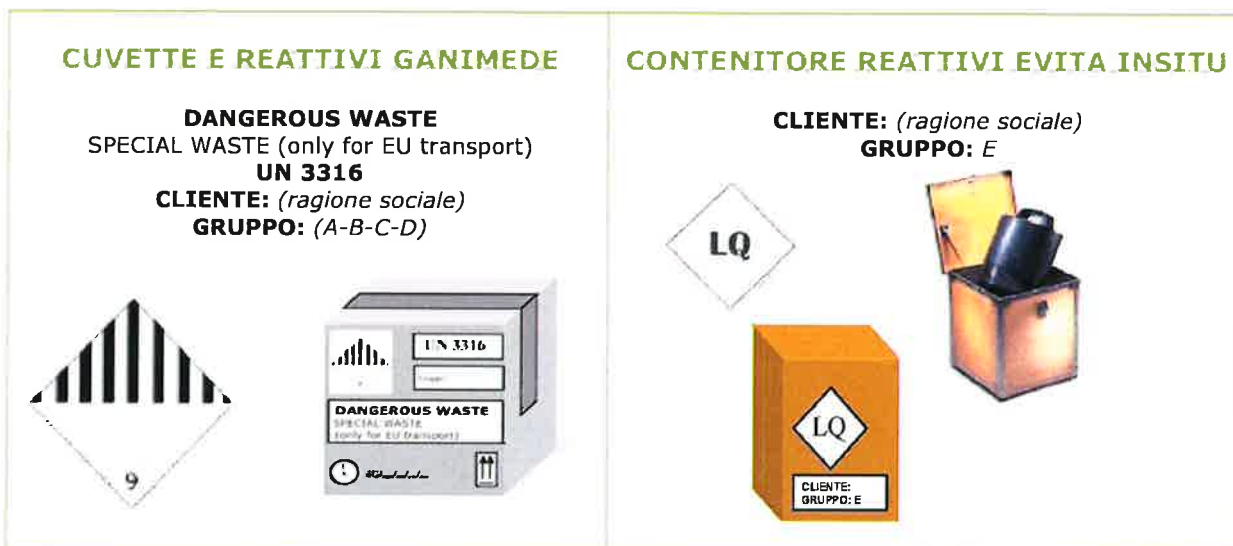 CUVETTE E REATTIVI GANIMEDE
DANGEROUS WASTE
SPECIAL WASTE (only for EU transport)
UN 3316
CLIENTE: (ragione sociale)
GRUPPO: (A-B-C-D)
9
UN 3316
DANGEROUS WASTE
SPECIAL WASTE
(only for EU transport)
CONTENITORE REATTIVI EVITA INSITU
CLIENTE: (ragione sociale)
GRUPPO: E
LQ
LQ
CLIENTE:
GRUPPO: E